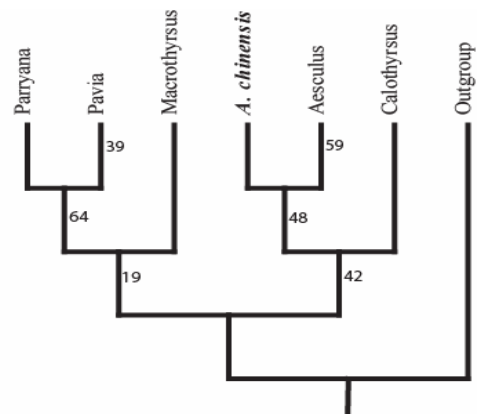 Parryana
Pavia
Macrothyrsus
A. chinensis
Aesculus
Calothyrsus
Outgroup
39
59
64
48
19
42